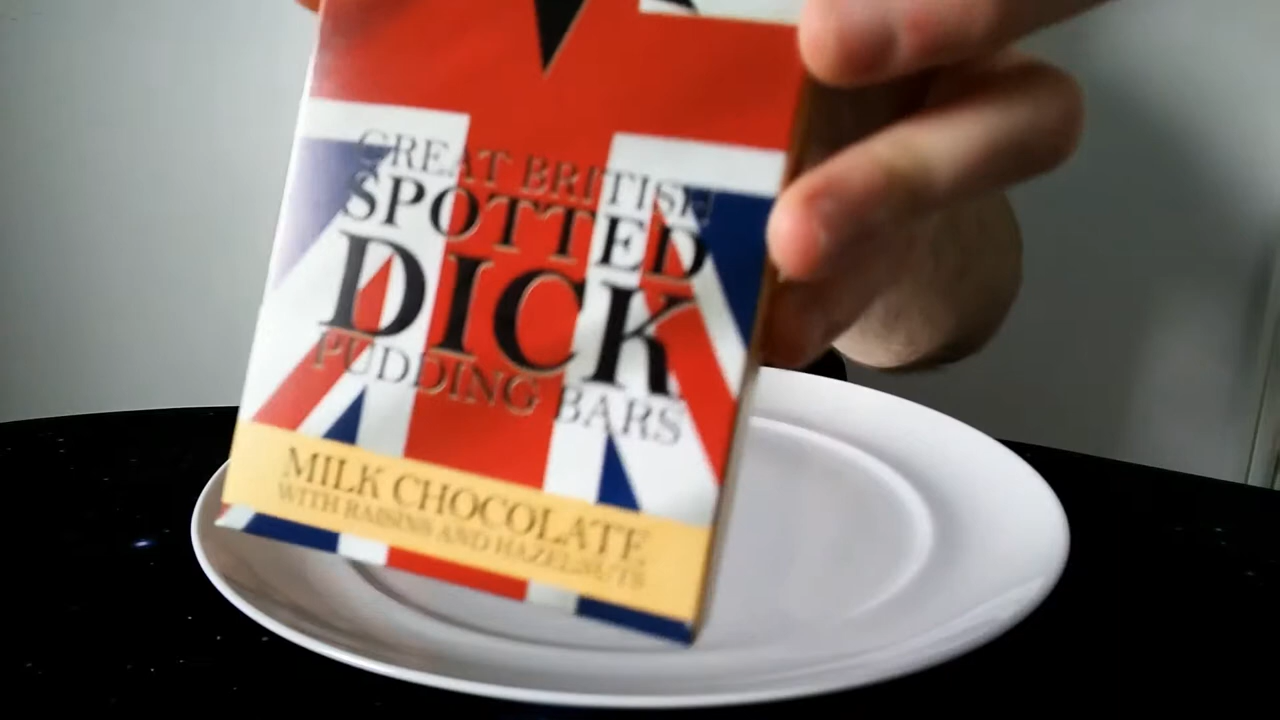 GREAT BRITISH
SPOTTED
DICK
PUDDING BARS
MILK CHOCOLATE
WITH RAISINS AND HAZELNUTS